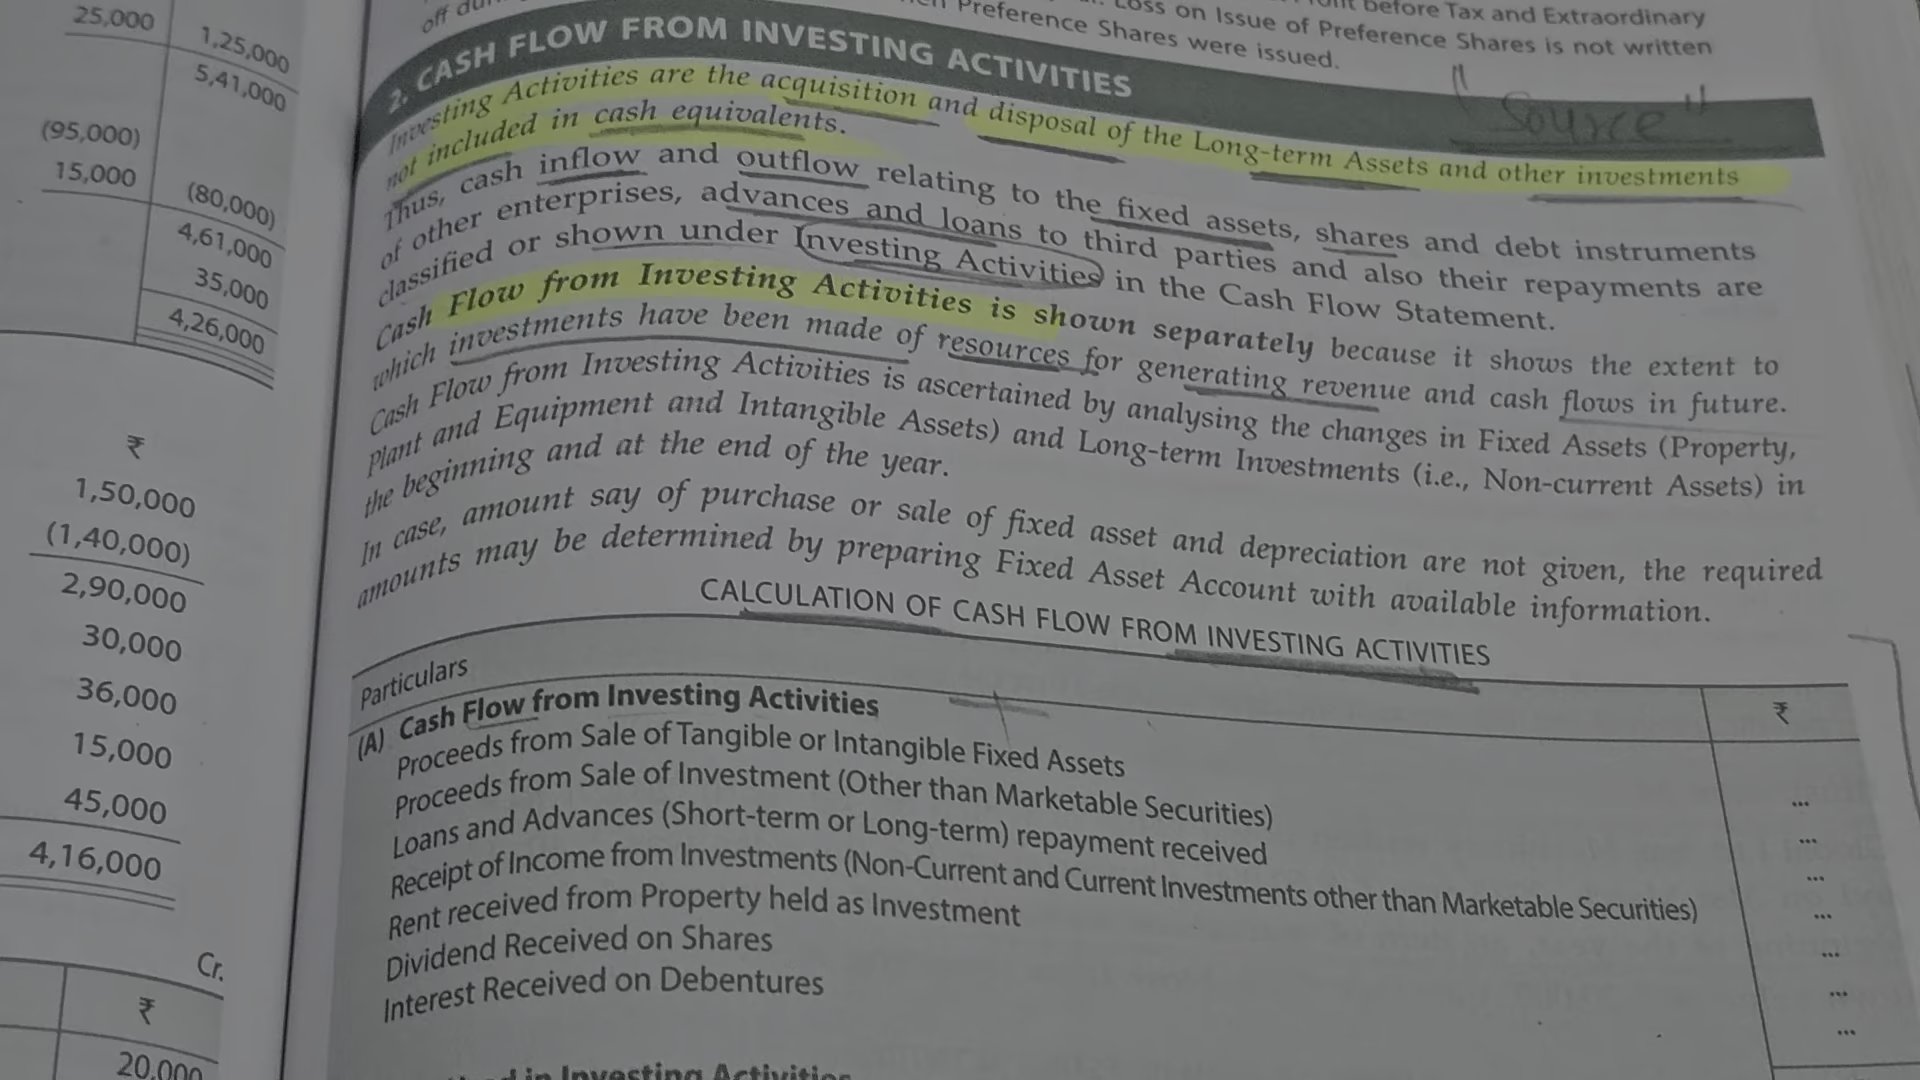 25,000
1,25,000
5,41,000
(95,000)
15,000
(80,000)
4,61,000
35,000
4,26,000
₹
1,50,000
(1,40,000)
2,90,000
30,000
36,000
15,000
45,000
4,16,000
Cr.
₹
20,000
before Tax and Extraordinary
off
Loss on Issue of Preference Shares is not written
Preference Shares were issued.
2. CASH FLOW FROM INVESTING ACTIVITIES
"Source"
Investing Activities are the acquisition and disposal of the Long-term Assets and other investments
not included in cash equivalents.
Thus, cash inflow and outflow relating to the fixed assets, shares and debt instruments
of other enterprises, advances and loans to third parties and also their repayments are
classified or shown under Investing Activities in the Cash Flow Statement.
Cash Flow from Investing Activities is shown separately because it shows the extent to
which investments have been made of resources for generating revenue and cash flows in future.
Cash Flow from Investing Activities is ascertained by analysing the changes in Fixed Assets (Property,
Plant and Equipment and Intangible Assets) and Long-term Investments (i.e., Non-current Assets) in
the beginning and at the end of the year.
In case, amount say of purchase or sale of fixed asset and depreciation are not given, the required
amounts may be determined by preparing Fixed Asset Account with available information.
CALCULATION OF CASH FLOW FROM INVESTING ACTIVITIES
Particulars ₹
(A) Cash Flow from Investing Activities
Proceeds from Sale of Tangible or Intangible Fixed Assets ...
Proceeds from Sale of Investment (Other than Marketable Securities) ...
Loans and Advances (Short-term or Long-term) repayment received ...
Receipt of Income from Investments (Non-Current and Current Investments other than Marketable Securities) ...
Rent received from Property held as Investment ...
Dividend Received on Shares ...
Interest Received on Debentures ...
in Investing Activities